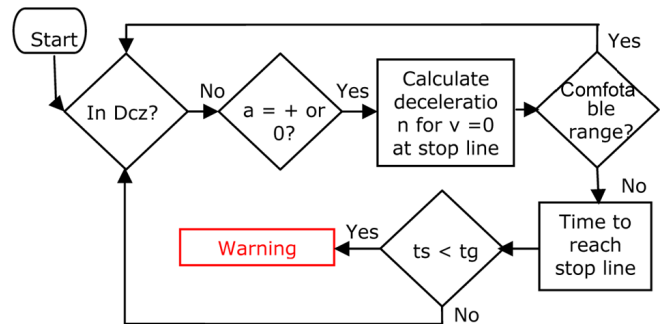 Start
In Dcz?
No
a = + or
0?
Yes
Calculate
deceleratio
n for v =0
at stop line
Comfota
ble
range?
Yes
No
Time to
reach
stop line
ts < tg
Yes
Warning
No